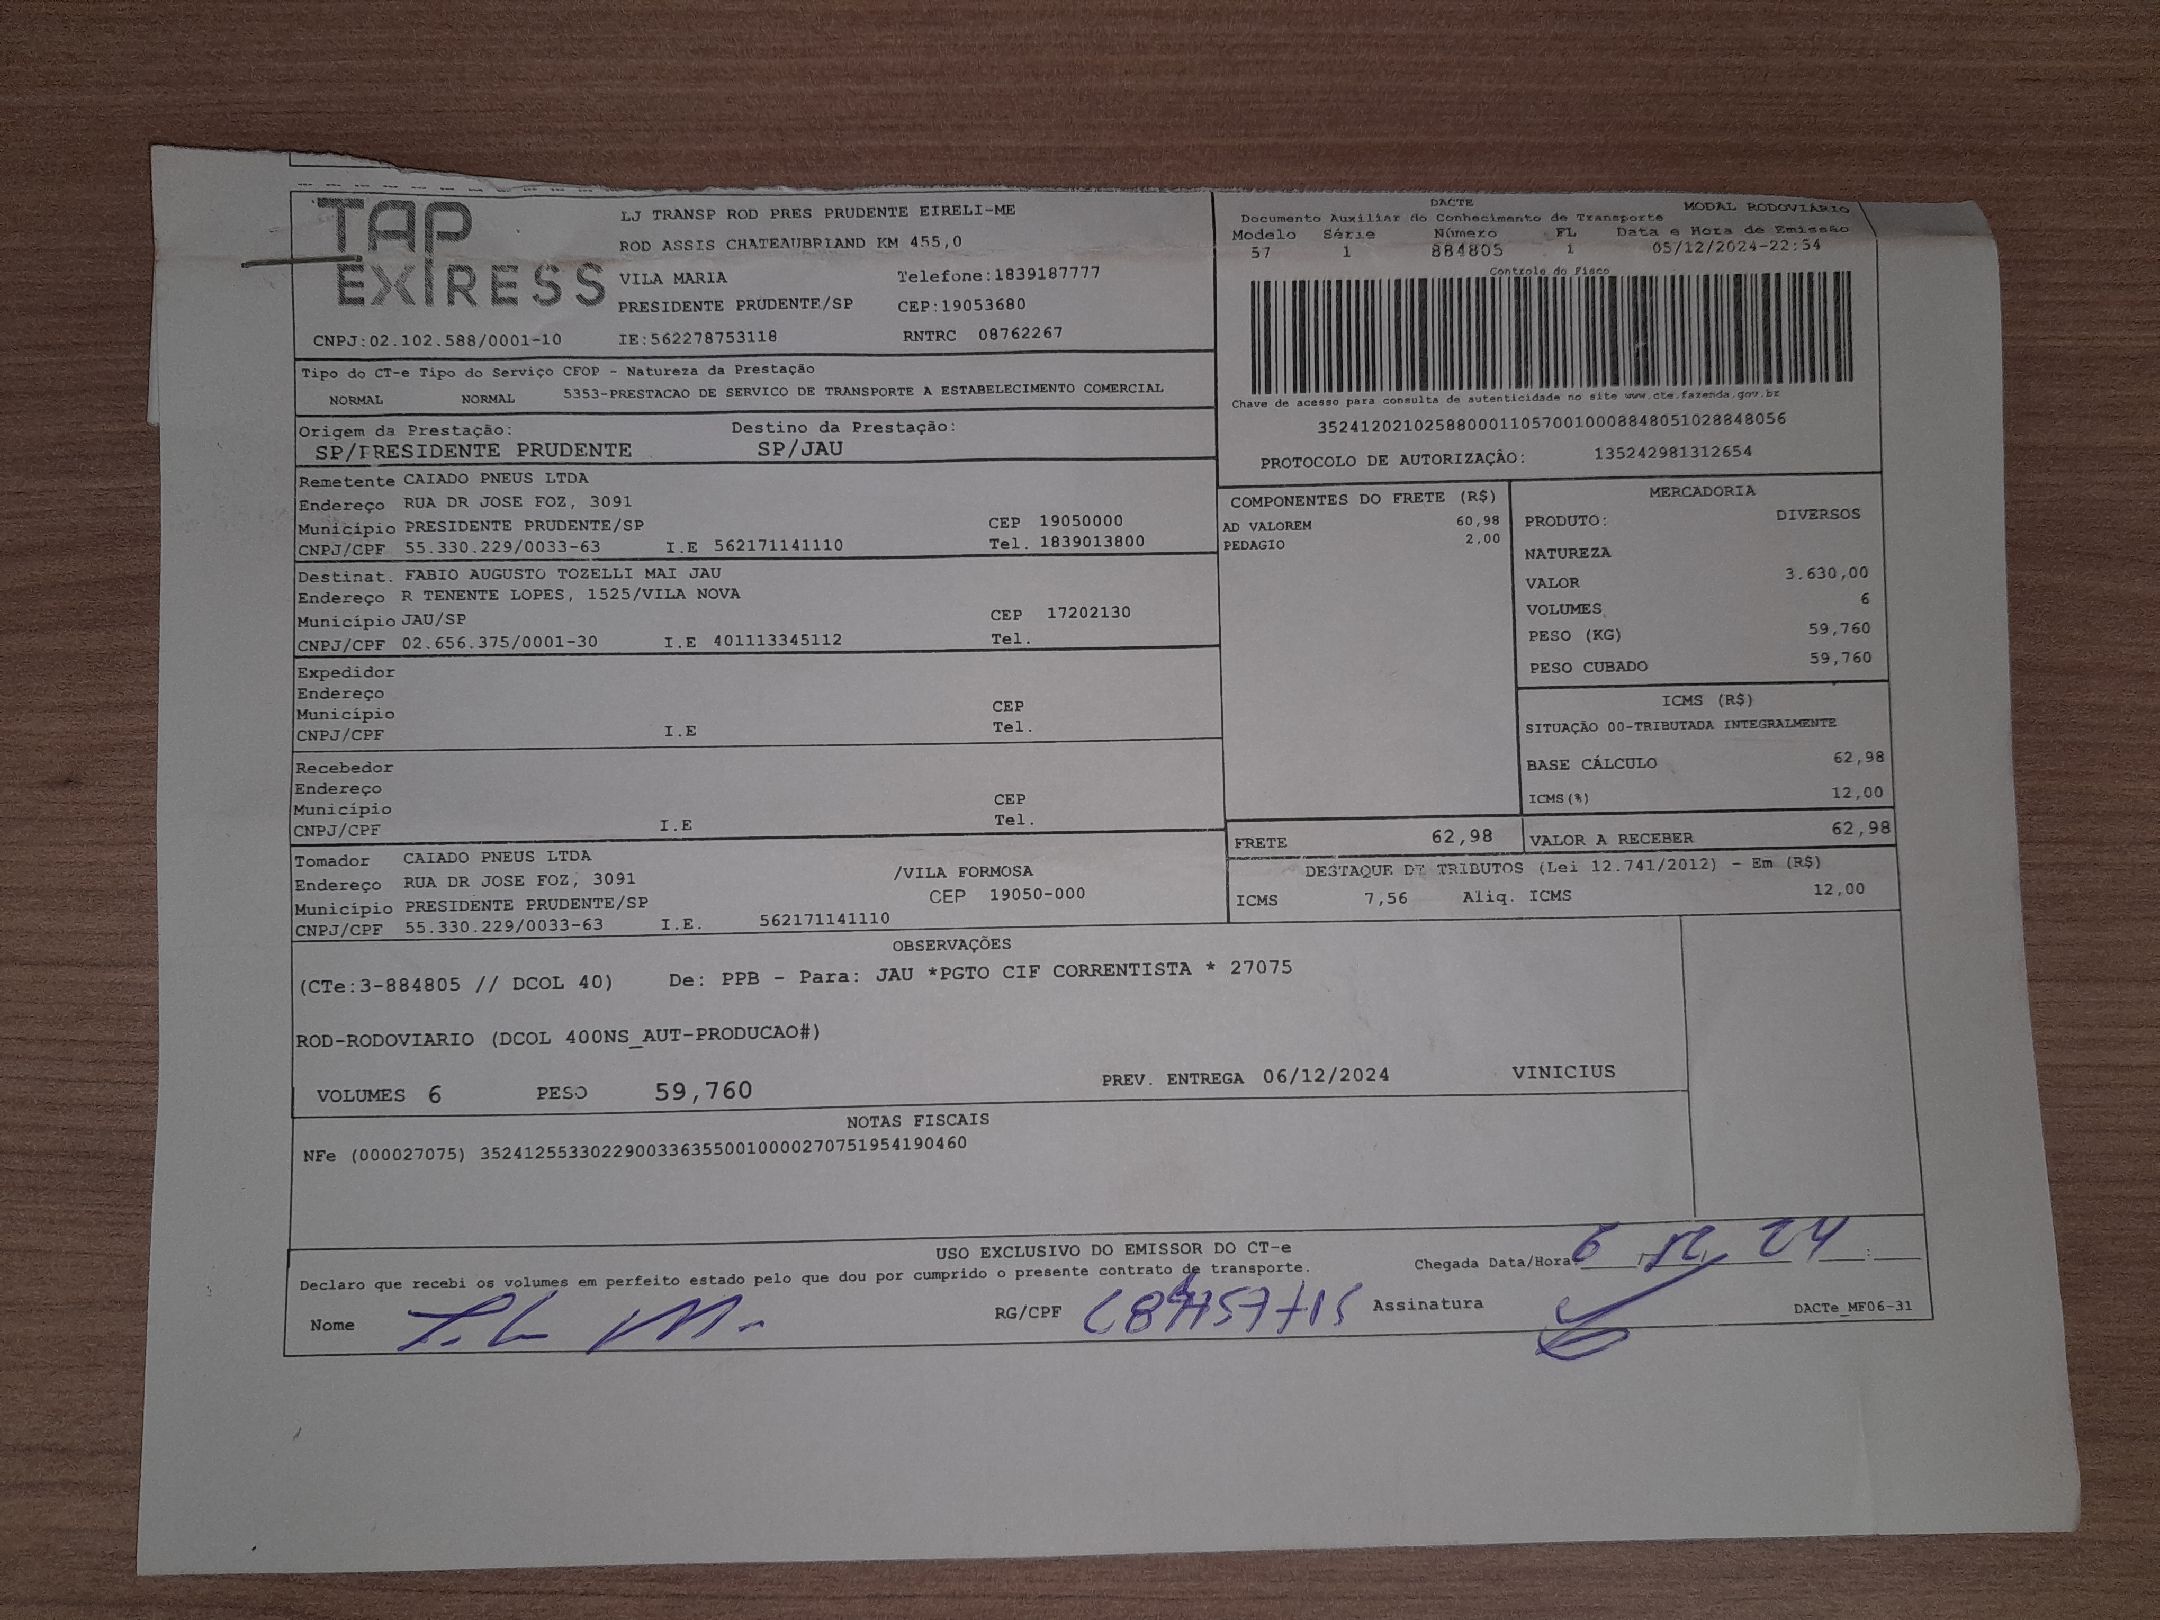 TAP
EXPRESS
LJ TRANSP ROD PRES PRUDENTE EIRELI-ME
ROD ASSIS CHATEAUBRIAND KM 455,0
VILA MARIA Telefone:1839187777
PRESIDENTE PRUDENTE/SP CEP:19053680
CNPJ:02.102.588/0001-10 IE:562278753118 RNTRC 08762267
DACTE MODAL RODOVIÁRIO
Documento Auxiliar do Conhecimento de Transporte
Modelo Série Número FL Data e Hora de Emissão
57 1 884805 1 05/12/2024-22:54
Controle do Fisco
Chave de acesso para consulta de autenticidade no site www.cte.fazenda.gov.br
35241202102588000110570010008848051028848056
PROTOCOLO DE AUTORIZAÇÃO: 135242981312654
Tipo do CT-e Tipo do Serviço CFOP - Natureza da Prestação
NORMAL NORMAL 5353-PRESTACAO DE SERVICO DE TRANSPORTE A ESTABELECIMENTO COMERCIAL
Origem da Prestação: Destino da Prestação:
SP/PRESIDENTE PRUDENTE SP/JAU
Remetente CAIADO PNEUS LTDA
Endereço RUA DR JOSE FOZ, 3091
Município PRESIDENTE PRUDENTE/SP CEP 19050000
CNPJ/CPF 55.330.229/0033-63 I.E 562171141110 Tel. 1839013800
Destinat. FABIO AUGUSTO TOZELLI MAI JAU
Endereço R TENENTE LOPES, 1525/VILA NOVA
Município JAU/SP CEP 17202130
CNPJ/CPF 02.656.375/0001-30 I.E 401113345112 Tel.
Expedidor
Endereço
Município CEP
CNPJ/CPF I.E Tel.
Recebedor
Endereço
Município CEP
CNPJ/CPF I.E Tel.
Tomador CAIADO PNEUS LTDA
Endereço RUA DR JOSE FOZ, 3091 /VILA FORMOSA
Município PRESIDENTE PRUDENTE/SP CEP 19050-000
CNPJ/CPF 55.330.229/0033-63 I.E. 562171141110
COMPONENTES DO FRETE (R$)
AD VALOREM 60,98
PEDAGIO 2,00
MERCADORIA
PRODUTO: DIVERSOS
NATUREZA
VALOR 3.630,00
VOLUMES 6
PESO (KG) 59,760
PESO CUBADO 59,760
ICMS (R$)
SITUAÇÃO 00-TRIBUTADA INTEGRALMENTE
BASE CÁLCULO 62,98
ICMS(%) 12,00
FRETE 62,98 VALOR A RECEBER 62,98
DESTAQUE DE TRIBUTOS (Lei 12.741/2012) - Em (R$)
ICMS 7,56 Aliq. ICMS 12,00
OBSERVAÇÕES
(CTe:3-884805 // DCOL 40) De: PPB - Para: JAU *PGTO CIF CORRENTISTA * 27075
ROD-RODOVIARIO (DCOL 400NS_AUT-PRODUCAO#)
VOLUMES 6 PESO 59,760 PREV. ENTREGA 06/12/2024 VINICIUS
NOTAS FISCAIS
NFe (000027075) 35241255330229003363550010000270751954190460
USO EXCLUSIVO DO EMISSOR DO CT-e
Declaro que recebi os volumes em perfeito estado pelo que dou por cumprido o presente contrato de transporte.
Chegada Data/Hora: 6 / 12 / 24 :
Nome RG/CPF Assinatura DACTe_MF06-31